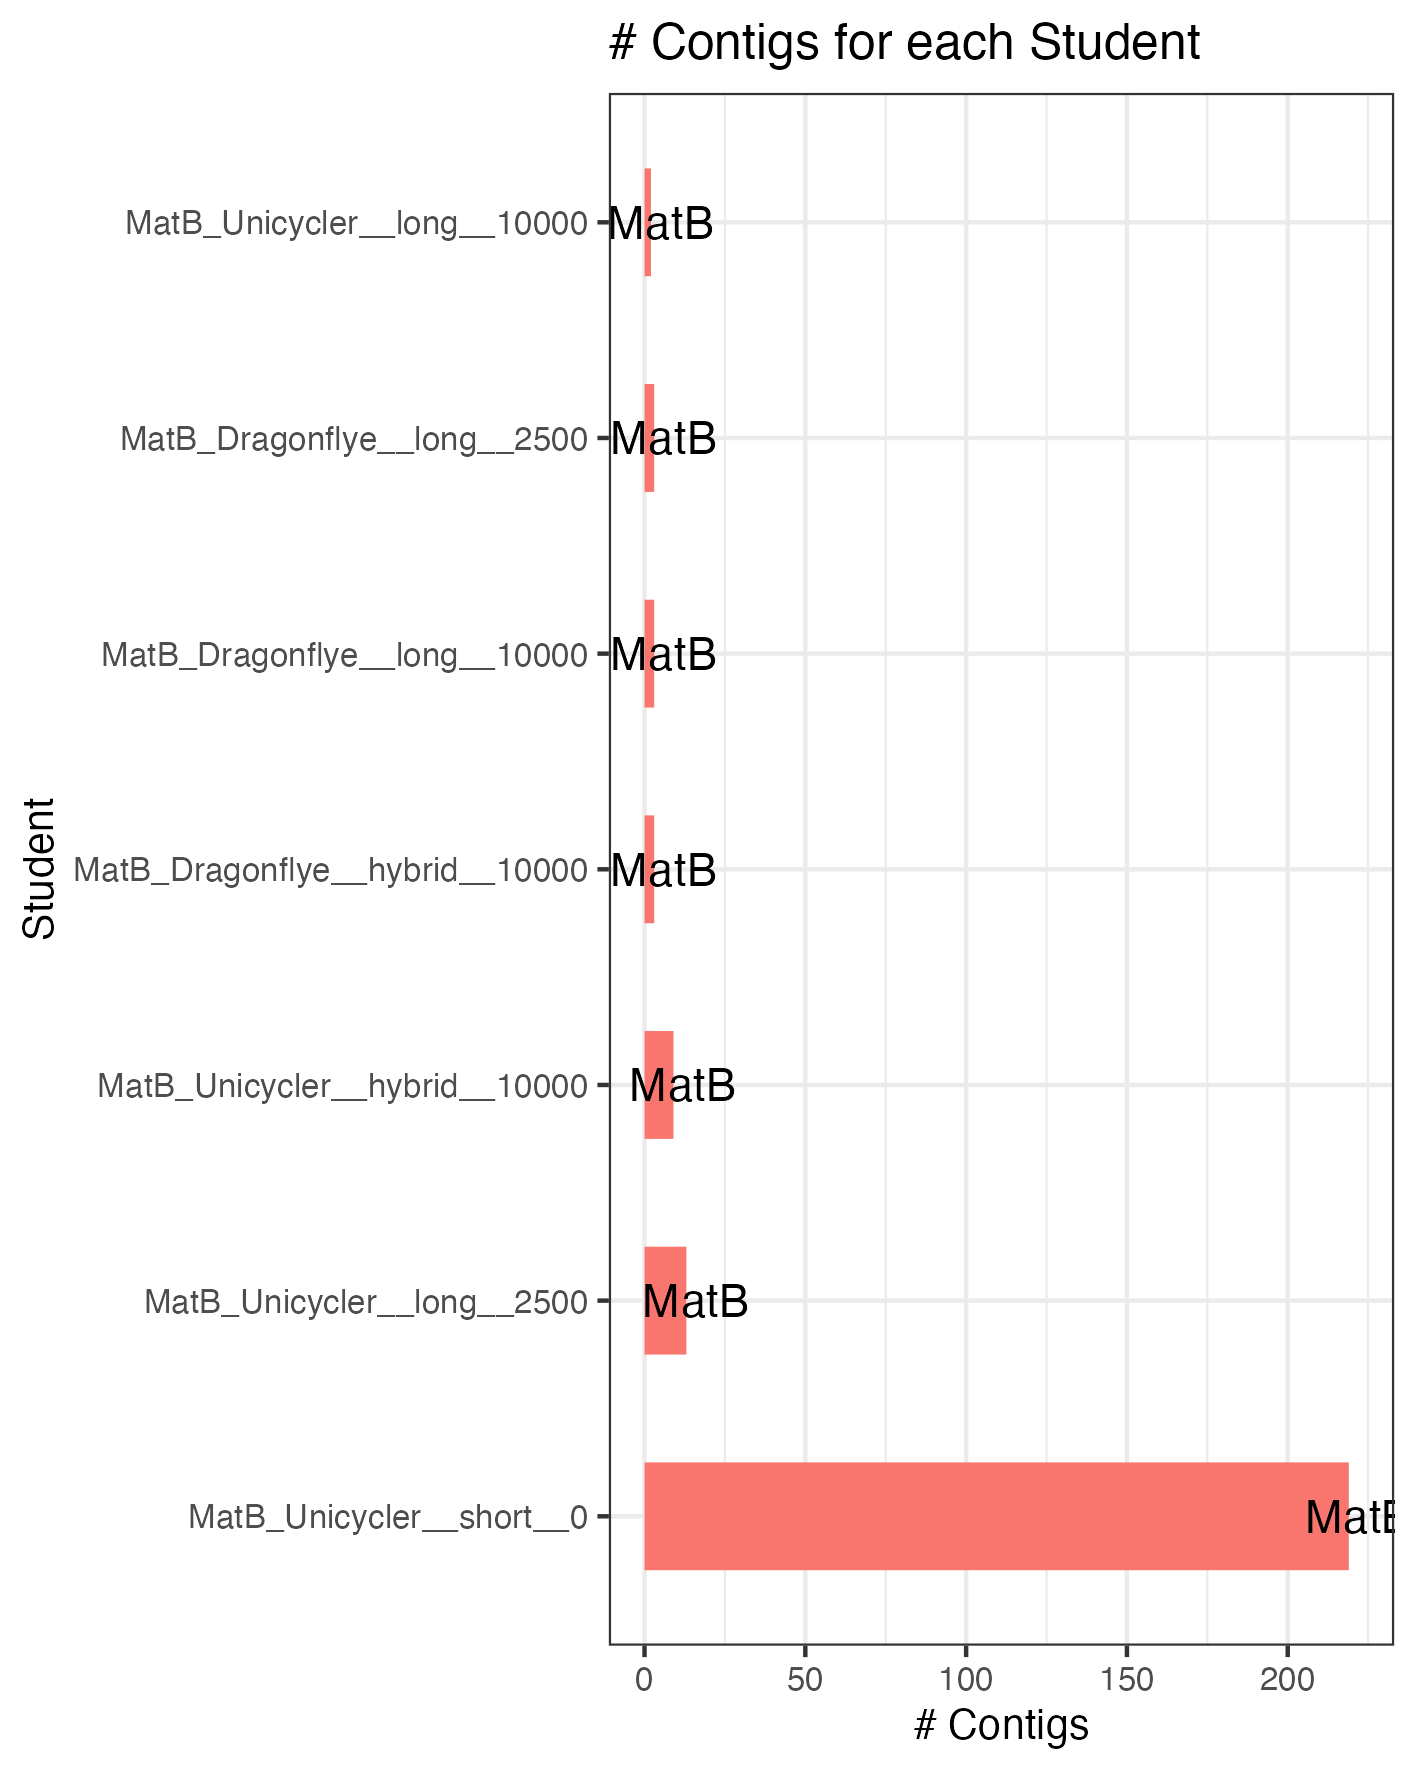 # Contigs for each Student
MatB_Unicycler__long__10000
MatB
MatB_Dragonflye__long__2500
MatB
MatB_Dragonflye__long__10000
MatB
MatB_Dragonflye__hybrid__10000
MatB
MatB_Unicycler__hybrid__10000
MatB
MatB_Unicycler__long__2500
MatB
MatB_Unicycler__short__0
MatB
Student
0 50 100 150 200
# Contigs